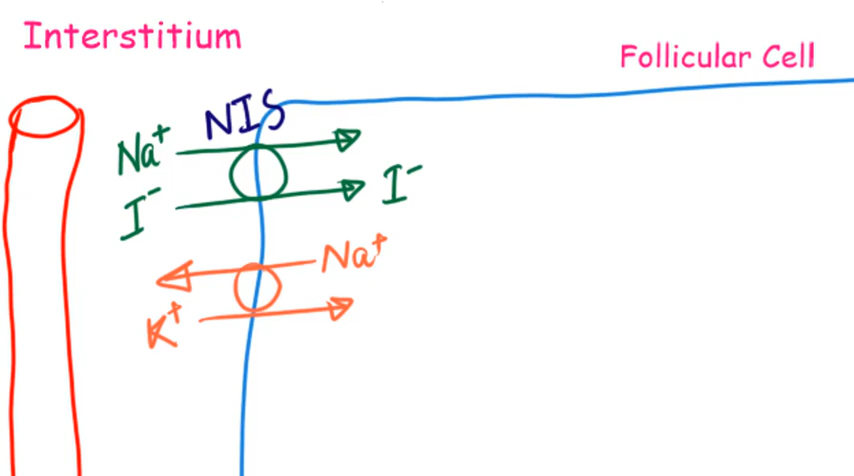 Interstitium
Follicular Cell
NIS
Na⁺
I⁻
I⁻
Na⁺
K⁺